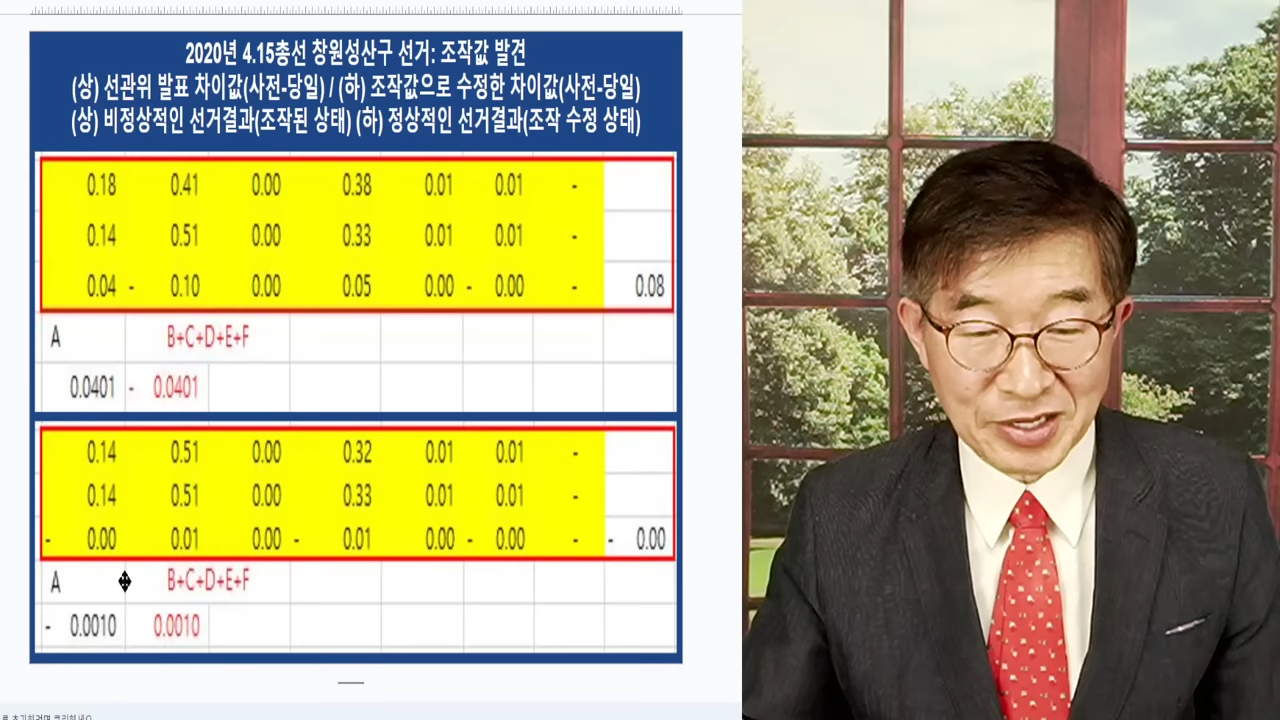 2020년 4.15총선 창원성산구 선거: 조작값 발견
(상) 선관위 발표 차이값(사전-당일) / (하) 조작값으로 수정한 차이값(사전-당일)
(상) 비정상적인 선거결과(조작된 상태) (하) 정상적인 선거결과(조작 수정 상태)
0.18 0.41 0.00 0.38 0.01 0.01 -
0.14 0.51 0.00 0.33 0.01 0.01 -
0.04 - 0.10 0.00 0.05 0.00 - 0.00 - 0.08
A B+C+D+E+F
0.0401 - 0.0401
0.14 0.51 0.00 0.32 0.01 0.01 -
0.14 0.51 0.00 0.33 0.01 0.01 -
- 0.00 0.01 0.00 - 0.01 0.00 - 0.00 - - 0.00
A B+C+D+E+F
- 0.0010 0.0010